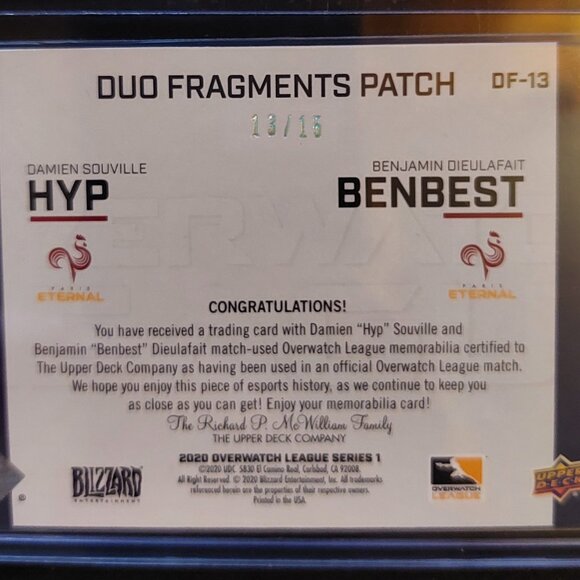 DUO FRAGMENTS PATCH
DF-13
13/15
DAMIEN SOUVILLE
HYP
BENJAMIN DIEULAFAIT
BENBEST
PARIS
ETERNAL
PARIS
ETERNAL
CONGRATULATIONS!
You have received a trading card with Damien "Hyp" Souville and
Benjamin "Benbest" Dieulafait match-used Overwatch League memorabilia certified to
The Upper Deck Company as having been used in an official Overwatch League match.
We hope you enjoy this piece of esports history, as we continue to keep you
as close as you can get! Enjoy your memorabilia card!
The Richard P. McWilliam Family
THE UPPER DECK COMPANY
2020 OVERWATCH LEAGUE SERIES 1
©2020 UDC. 5830 El Camino Real, Carlsbad, CA 92008.
All Rights Reserved. © 2020 Blizzard Entertainment, Inc. All trademarks
referenced herein are the properties of their respective owners.
Printed in the USA.
BLIZZARD
ENTERTAINMENT
OVERWATCH
LEAGUE
UPPER
DECK